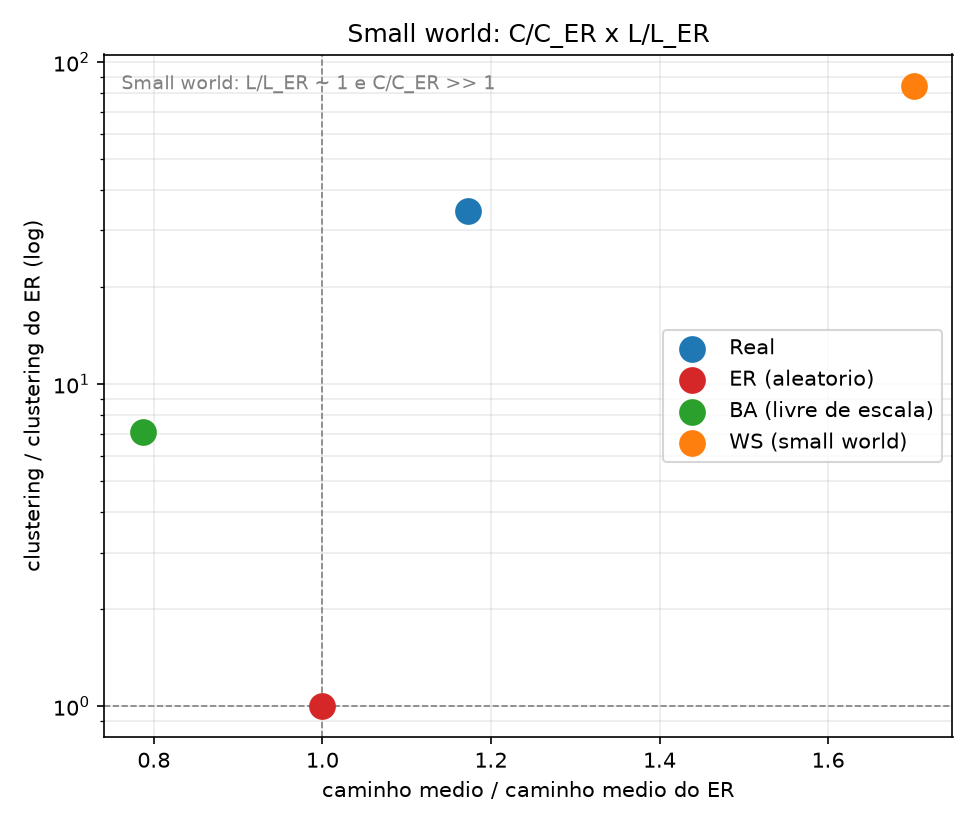 Small world: C/C_ER x L/L_ER
Small world: L/L_ER ~ 1 e C/C_ER >> 1
clustering / clustering do ER (log)
10²
10¹
10⁰
Real
ER (aleatorio)
BA (livre de escala)
WS (small world)
0.8 1.0 1.2 1.4 1.6
caminho medio / caminho medio do ER